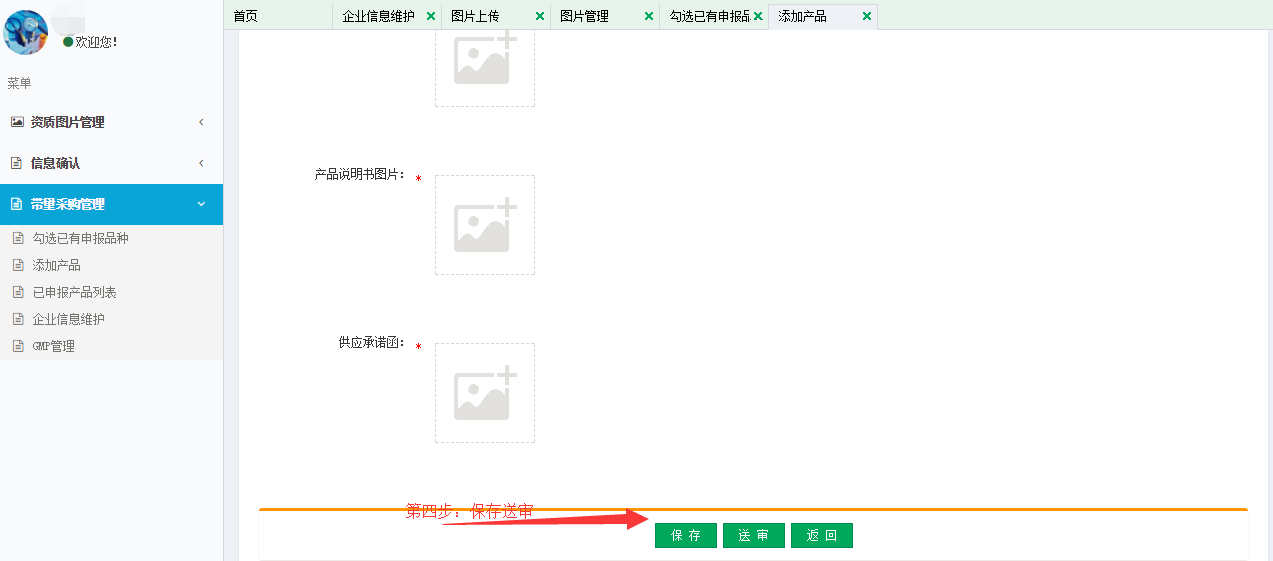 欢迎您!
菜单
资质图片管理
信息确认
带量采购管理
勾选已有申报品种
添加产品
已申报产品列表
企业信息维护
GMP管理
首页 企业信息维护 图片上传 图片管理 勾选已有申报品 添加产品
产品说明书图片： *
供应承诺函： *
第四步：保存送审
保 存 送 审 返 回